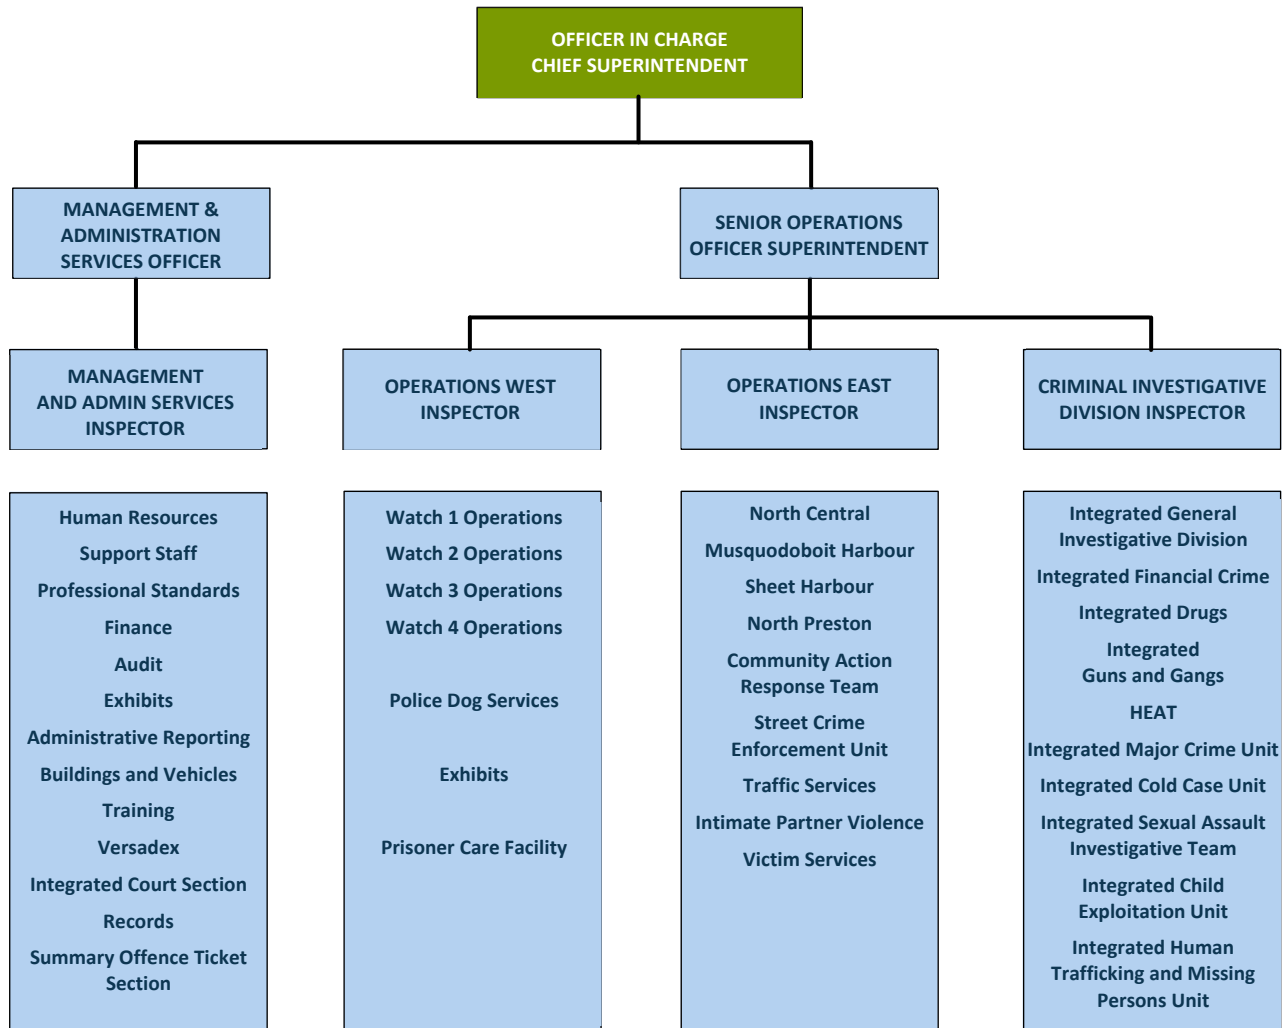 OFFICER IN CHARGE
CHIEF SUPERINTENDENT
MANAGEMENT &
ADMINISTRATION
SERVICES OFFICER
SENIOR OPERATIONS
OFFICER SUPERINTENDENT
MANAGEMENT
AND ADMIN SERVICES
INSPECTOR
OPERATIONS WEST
INSPECTOR
OPERATIONS EAST
INSPECTOR
CRIMINAL INVESTIGATIVE
DIVISION INSPECTOR
Human Resources
Support Staff
Professional Standards
Finance
Audit
Exhibits
Administrative Reporting
Buildings and Vehicles
Training
Versadex
Integrated Court Section
Records
Summary Offence Ticket
Section
Watch 1 Operations
Watch 2 Operations
Watch 3 Operations
Watch 4 Operations
Police Dog Services
Exhibits
Prisoner Care Facility
North Central
Musquodoboit Harbour
Sheet Harbour
North Preston
Community Action
Response Team
Street Crime
Enforcement Unit
Traffic Services
Intimate Partner Violence
Victim Services
Integrated General
Investigative Division
Integrated Financial Crime
Integrated Drugs
Integrated
Guns and Gangs
HEAT
Integrated Major Crime Unit
Integrated Cold Case Unit
Integrated Sexual Assault
Investigative Team
Integrated Child
Exploitation Unit
Integrated Human
Trafficking and Missing
Persons Unit